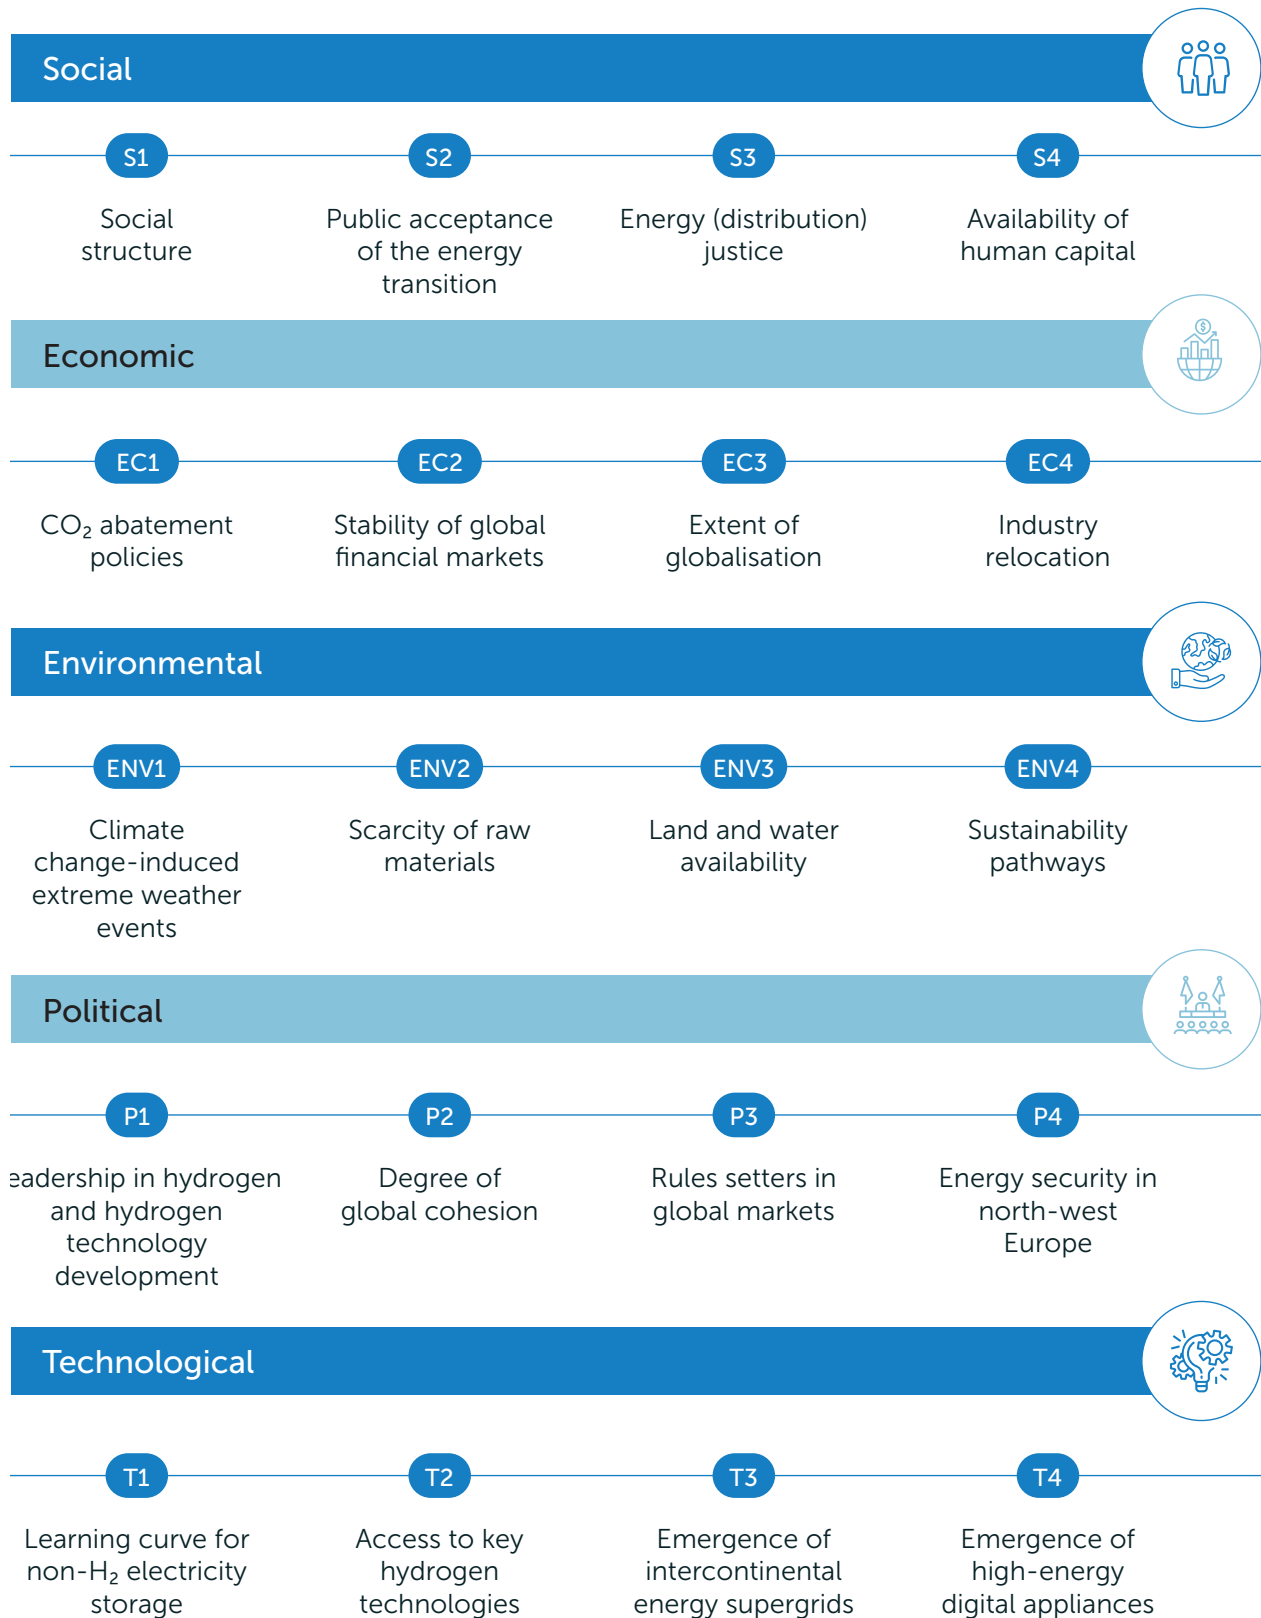 Social
S1
S2
S3
S4
Social
structure
Public acceptance
of the energy
transition
Energy (distribution)
justice
Availability of
human capital
$
Economic
EC1
EC2
EC3
EC4
CO₂ abatement
policies
Stability of global
financial markets
Extent of
globalisation
Industry
relocation
Environmental
ENV1
ENV2
ENV3
ENV4
Climate
change-induced
extreme weather
events
Scarcity of raw
materials
Land and water
availability
Sustainability
pathways
Political
P1
P2
P3
P4
eadership in hydrogen
and hydrogen
technology
development
Degree of
global cohesion
Rules setters in
global markets
Energy security in
north-west
Europe
Technological
T1
T2
T3
T4
Learning curve for
non-H₂ electricity
storage
Access to key
hydrogen
technologies
Emergence of
intercontinental
energy supergrids
Emergence of
high-energy
digital appliances